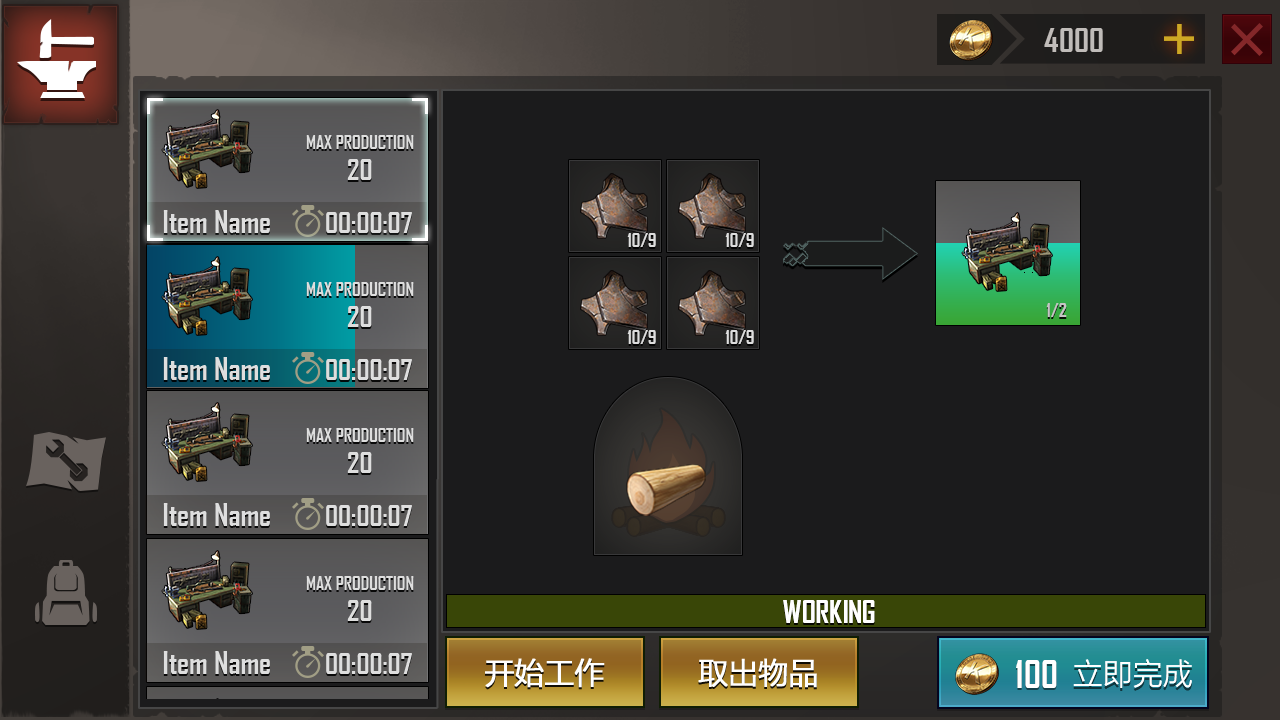 4000
MAX PRODUCTION
20
Item Name 00:00:07
MAX PRODUCTION
20
Item Name 00:00:07
MAX PRODUCTION
20
Item Name 00:00:07
MAX PRODUCTION
20
Item Name 00:00:07
10/9 10/9
10/9 10/9
1/2
WORKING
开始工作 取出物品 100 立即完成